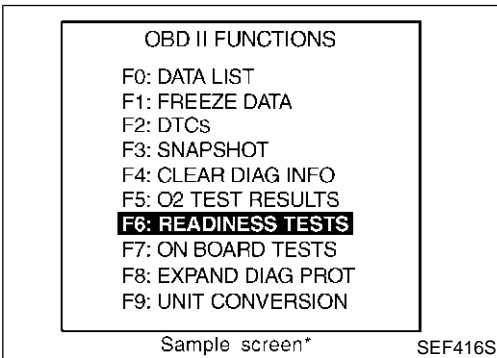 OBD II FUNCTIONS
F0: DATA LIST
F1: FREEZE DATA
F2: DTCs
F3: SNAPSHOT
F4: CLEAR DIAG INFO
F5: O2 TEST RESULTS
F6: READINESS TESTS
F7: ON BOARD TESTS
F8: EXPAND DIAG PROT
F9: UNIT CONVERSION
Sample screen*
SEF416S